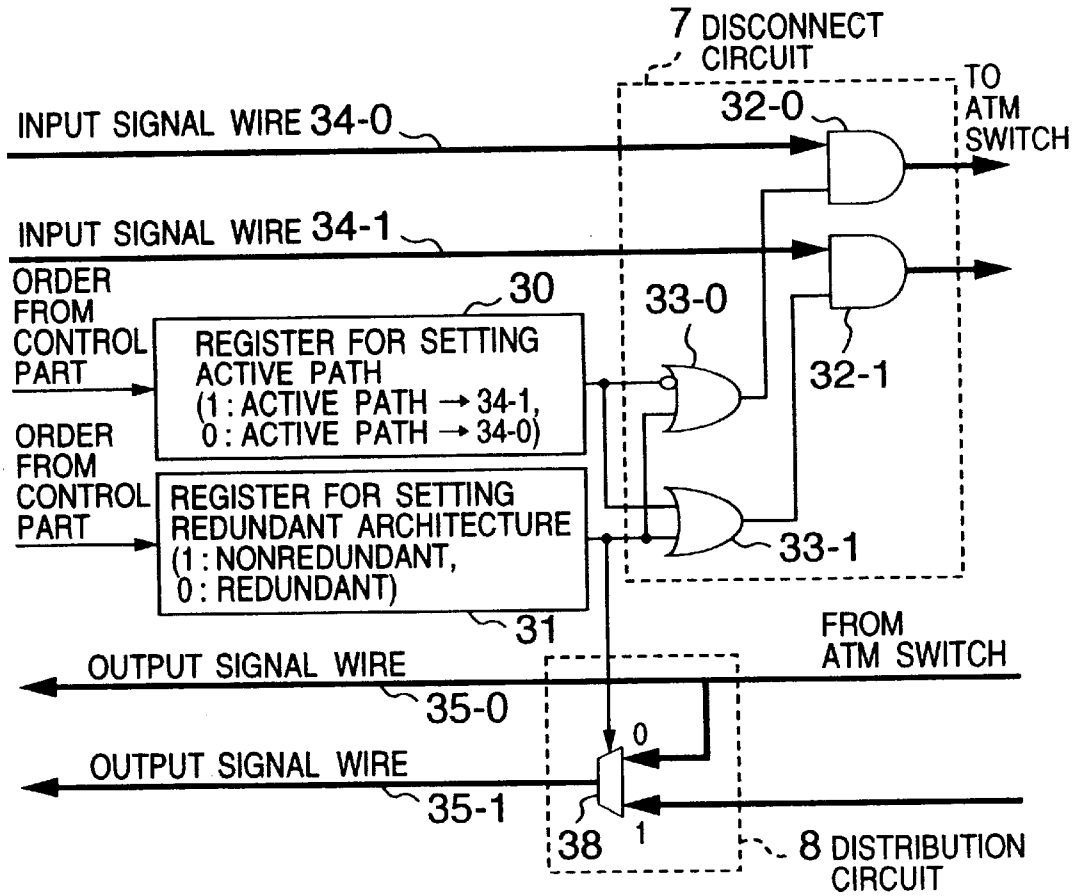 7 DISCONNECT
CIRCUIT
TO
ATM
SWITCH
32-0
INPUT SIGNAL WIRE 34-0
INPUT SIGNAL WIRE 34-1
32-1
33-0
ORDER
FROM
CONTROL
PART
30
REGISTER FOR SETTING
ACTIVE PATH
(1 : ACTIVE PATH → 34-1,
0 : ACTIVE PATH → 34-0)
ORDER
FROM
CONTROL
PART
REGISTER FOR SETTING
REDUNDANT ARCHITECTURE
(1 : NONREDUNDANT,
0 : REDUNDANT)
31
33-1
FROM
ATM SWITCH
OUTPUT SIGNAL WIRE
35-0
0
OUTPUT SIGNAL WIRE
35-1
38
1
8 DISTRIBUTION
CIRCUIT